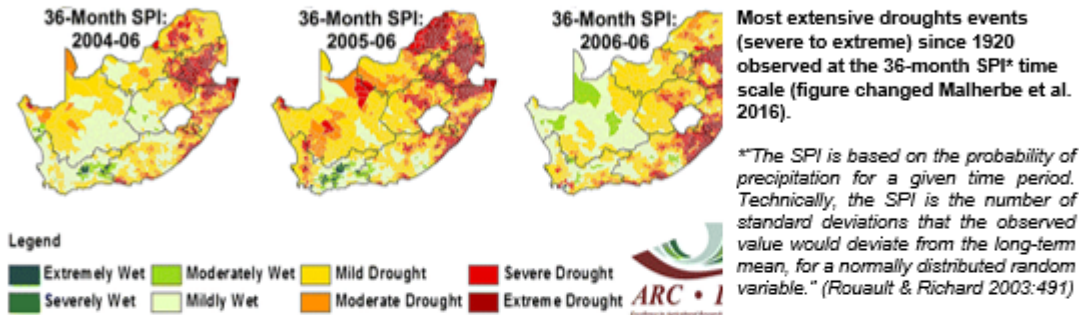 36-Month SPI:
2004-06
36-Month SPI:
2005-06
36-Month SPI:
2006-06
Most extensive droughts events
(severe to extreme) since 1920
observed at the 36-month SPI* time
scale (figure changed Malherbe et al.
2016).
*"The SPI is based on the probability of
precipitation for a given time period.
Technically, the SPI is the number of
standard deviations that the observed
value would deviate from the long-term
mean, for a normally distributed random
variable." (Rouault & Richard 2003:491)
Legend
Extremely Wet
Moderately Wet
Mild Drought
Severe Drought
Severely Wet
Mildly Wet
Moderate Drought
Extreme Drought
ARC •